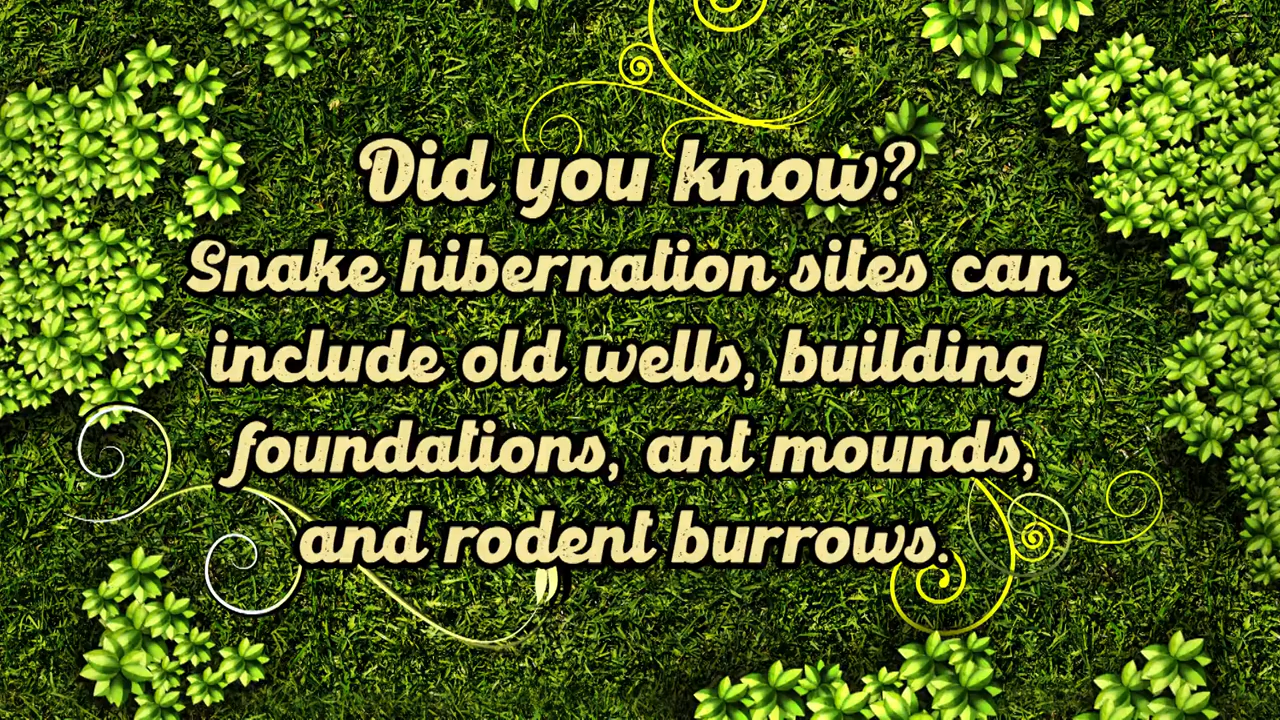 Did you know?
Snake hibernation sites can
include old wells, building
foundations, ant mounds,
and rodent burrows.